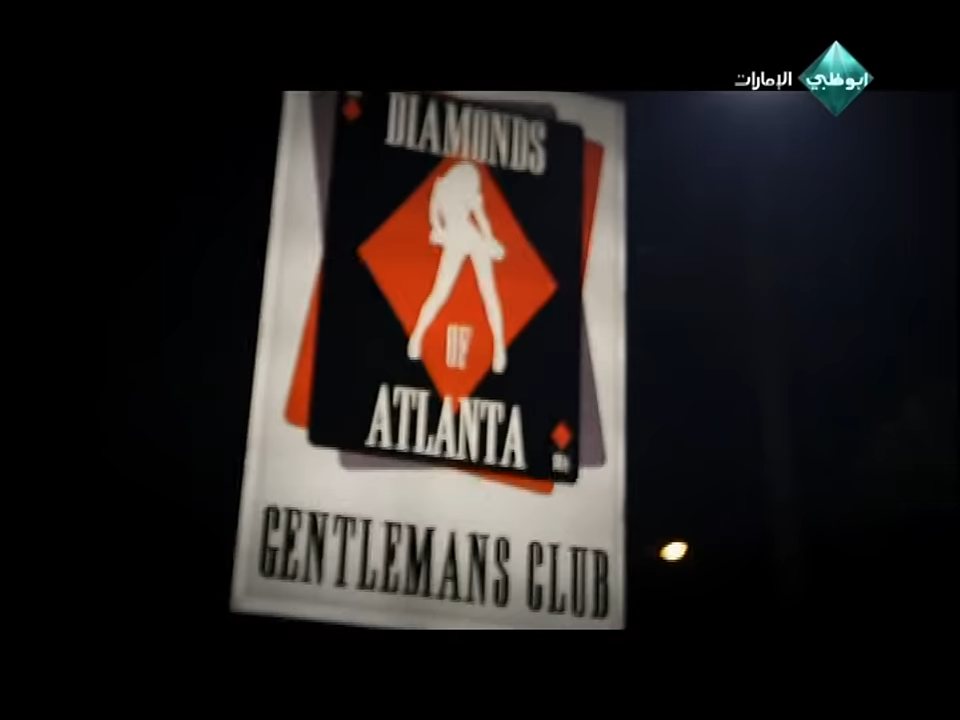 الإمارات
ابوظبي
DIAMONDS
OF
ATLANTA
GENTLEMANS CLUB